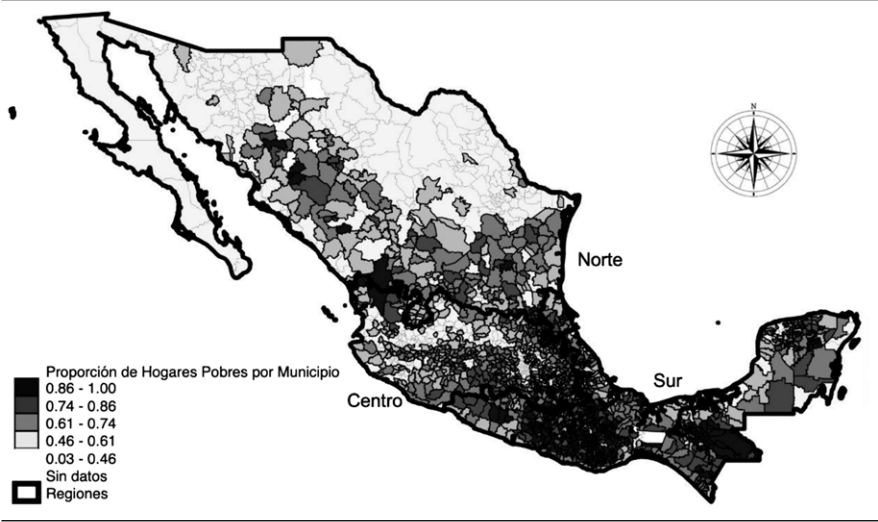 N
Norte
Sur
Centro
Proporción de Hogares Pobres por Municipio
0.86 - 1.00
0.74 - 0.86
0.61 - 0.74
0.46 - 0.61
0.03 - 0.46
Sin datos
Regiones